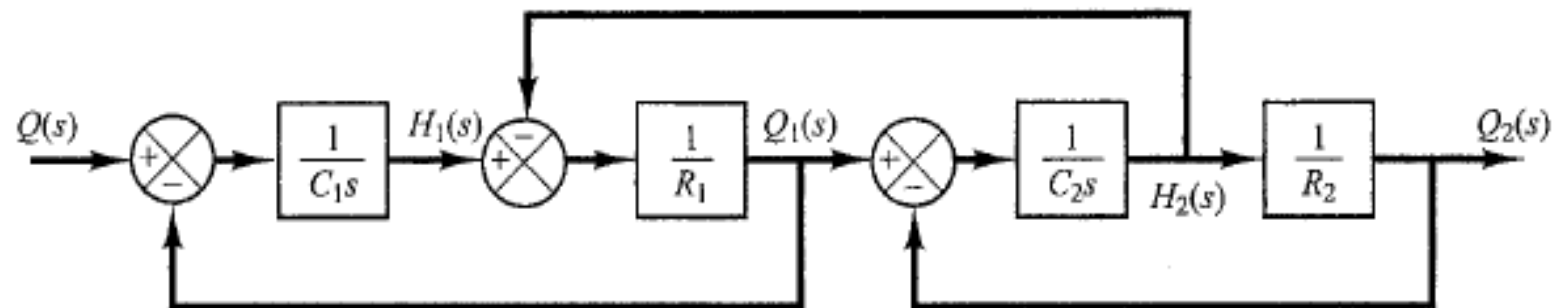 Q(s)
+
−
1
C₁s
H₁(s)
+
−
1
R₁
Q₁(s)
+
−
1
C₂s
H₂(s)
1
R₂
Q₂(s)